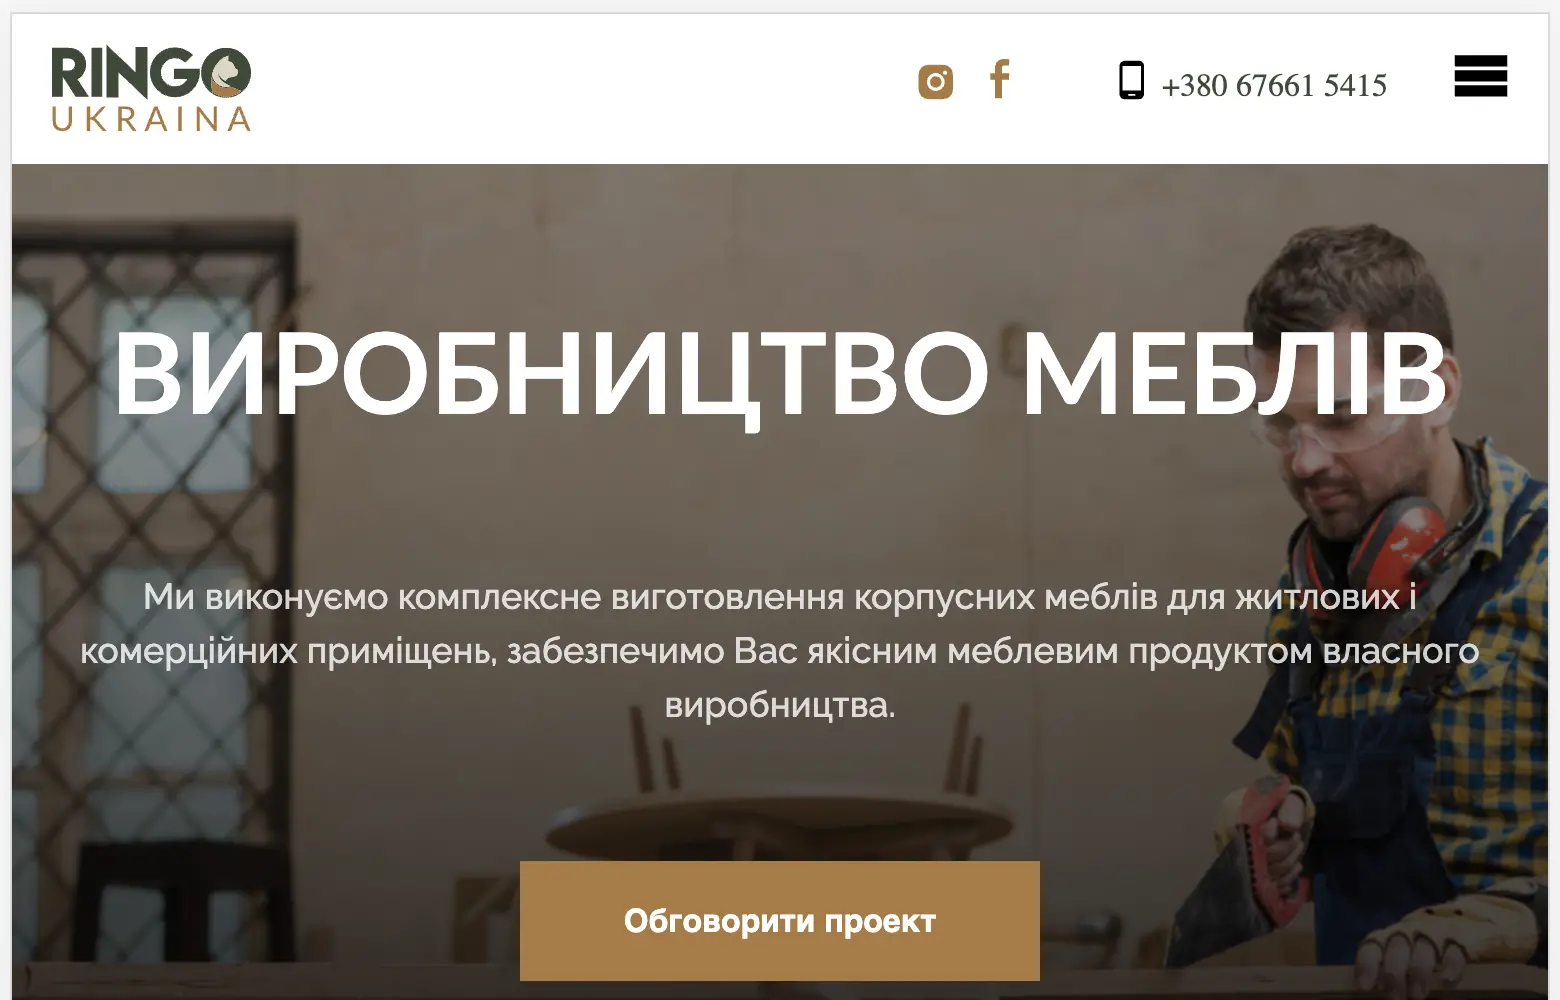 RINGO
UKRAINA
+380 67661 5415
ВИРОБНИЦТВО МЕБЛІВ
Ми виконуємо комплексне виготовлення корпусних меблів для житлових і
комерційних приміщень, забезпечимо Вас якісним меблевим продуктом власного
виробництва.
Обговорити проект